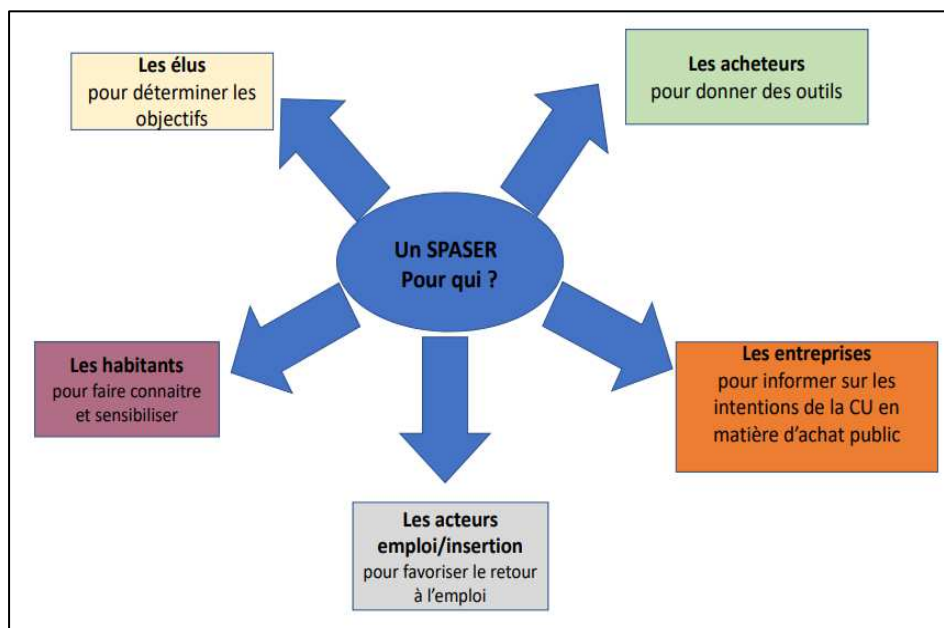 Les élus
pour déterminer les
objectifs
Les acheteurs
pour donner des outils
Un SPASER
Pour qui ?
Les habitants
pour faire connaitre
et sensibiliser
Les entreprises
pour informer sur les
intentions de la CU en
matière d'achat public
Les acteurs
emploi/insertion
pour favoriser le retour
à l'emploi